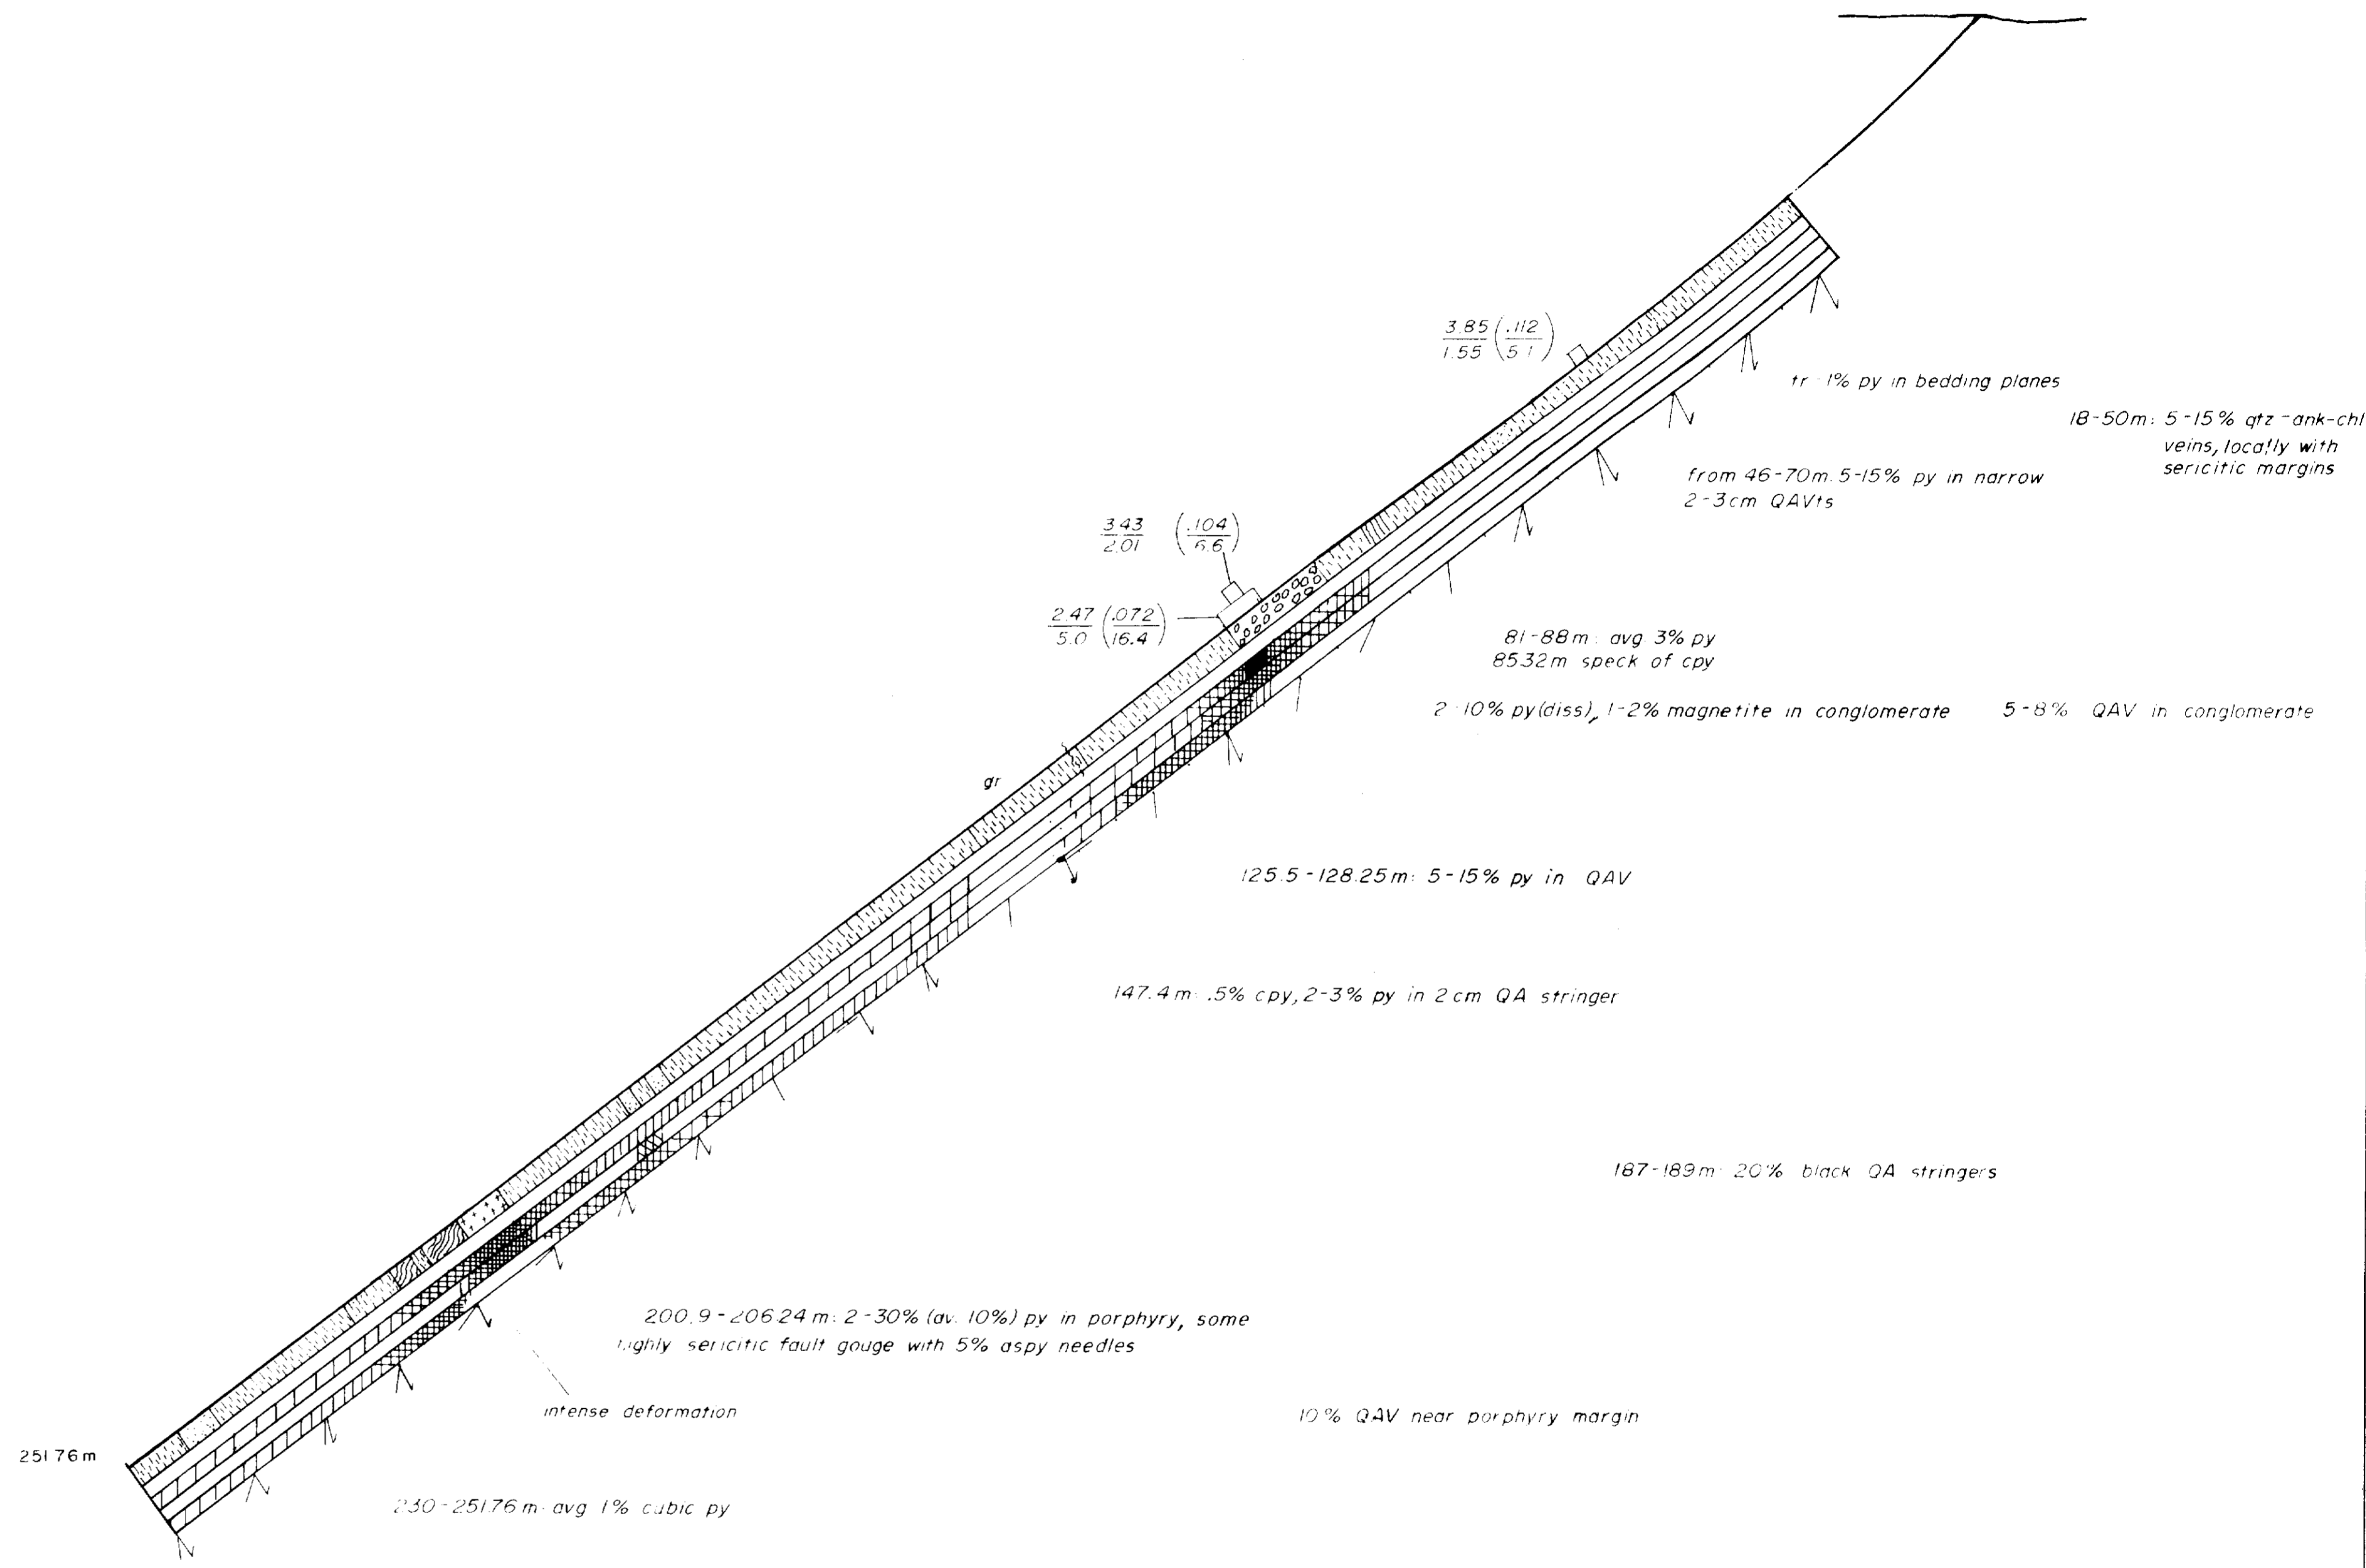 3.85 (.112
1.55 5.1)
tr-1% py in bedding planes
18-50m: 5-15% qtz-ank-chl
veins, locally with
sericitic margins
from 46-70m. 5-15% py in narrow
2-3cm QAVts
3.43 (.104
2.01 6.6)
2.47 (.072
5.0 16.4)
81-88m: avg 3% py
85.32m speck of cpy
2-10% py(diss), 1-2% magnetite in conglomerate
5-8% QAV in conglomerate
gr
125.5-128.25m: 5-15% py in QAV
147.4m: .5% cpy, 2-3% py in 2cm QA stringer
187-189m: 20% black QA stringers
200.9-206.24m: 2-30% (av. 10%) py in porphyry, some
highly sericitic fault gouge with 5% aspy needles
intense deformation
10% QAV near porphyry margin
251.76m
230-251.76m: avg 1% cubic py